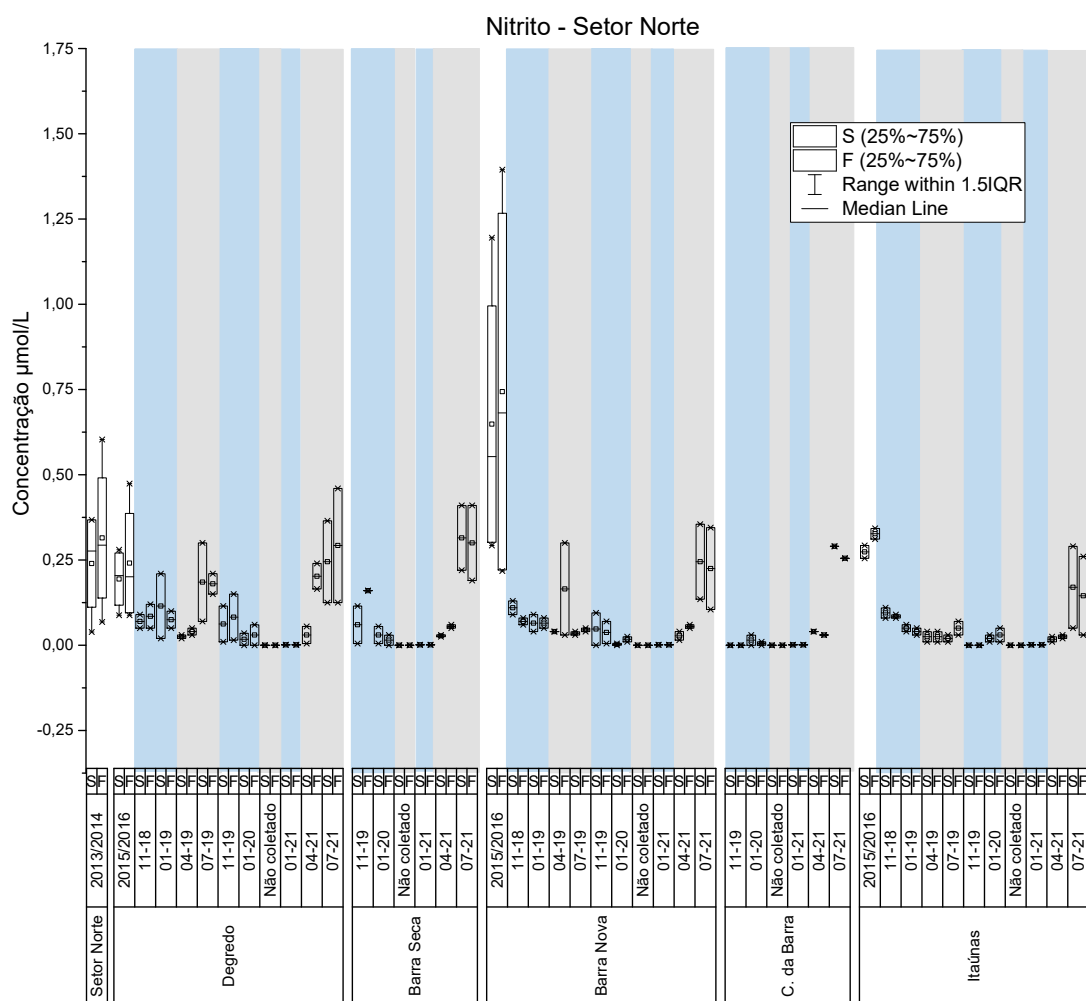 Nitrito - Setor Norte
1,75
1,50
1,25
1,00
0,75
0,50
0,25
0,00
-0,25
Concentração µmol/L
S (25%~75%)
F (25%~75%)
Range within 1.5IQR
Median Line
S F S F S F S F S F S F S F S F S F S F S F S F
S F S F S F S F S F S F
S F S F S F S F S F S F S F S F S F S F S F
S F S F S F S F S F S F
S F S F S F S F S F S F S F S F S F S F S F
2013/2014
2015/2016
11-18
01-19
04-19
07-19
11-19
01-20
Não coletado
01-21
04-21
07-21
11-19
01-20
Não coletado
01-21
04-21
07-21
2015/2016
11-18
01-19
04-19
07-19
11-19
01-20
Não coletado
01-21
04-21
07-21
11-19
01-20
Não coletado
01-21
04-21
07-21
2015/2016
11-18
01-19
04-19
07-19
11-19
01-20
Não coletado
01-21
04-21
07-21
Setor Norte
Degredo
Barra Seca
Barra Nova
C. da Barra
Itaúnas